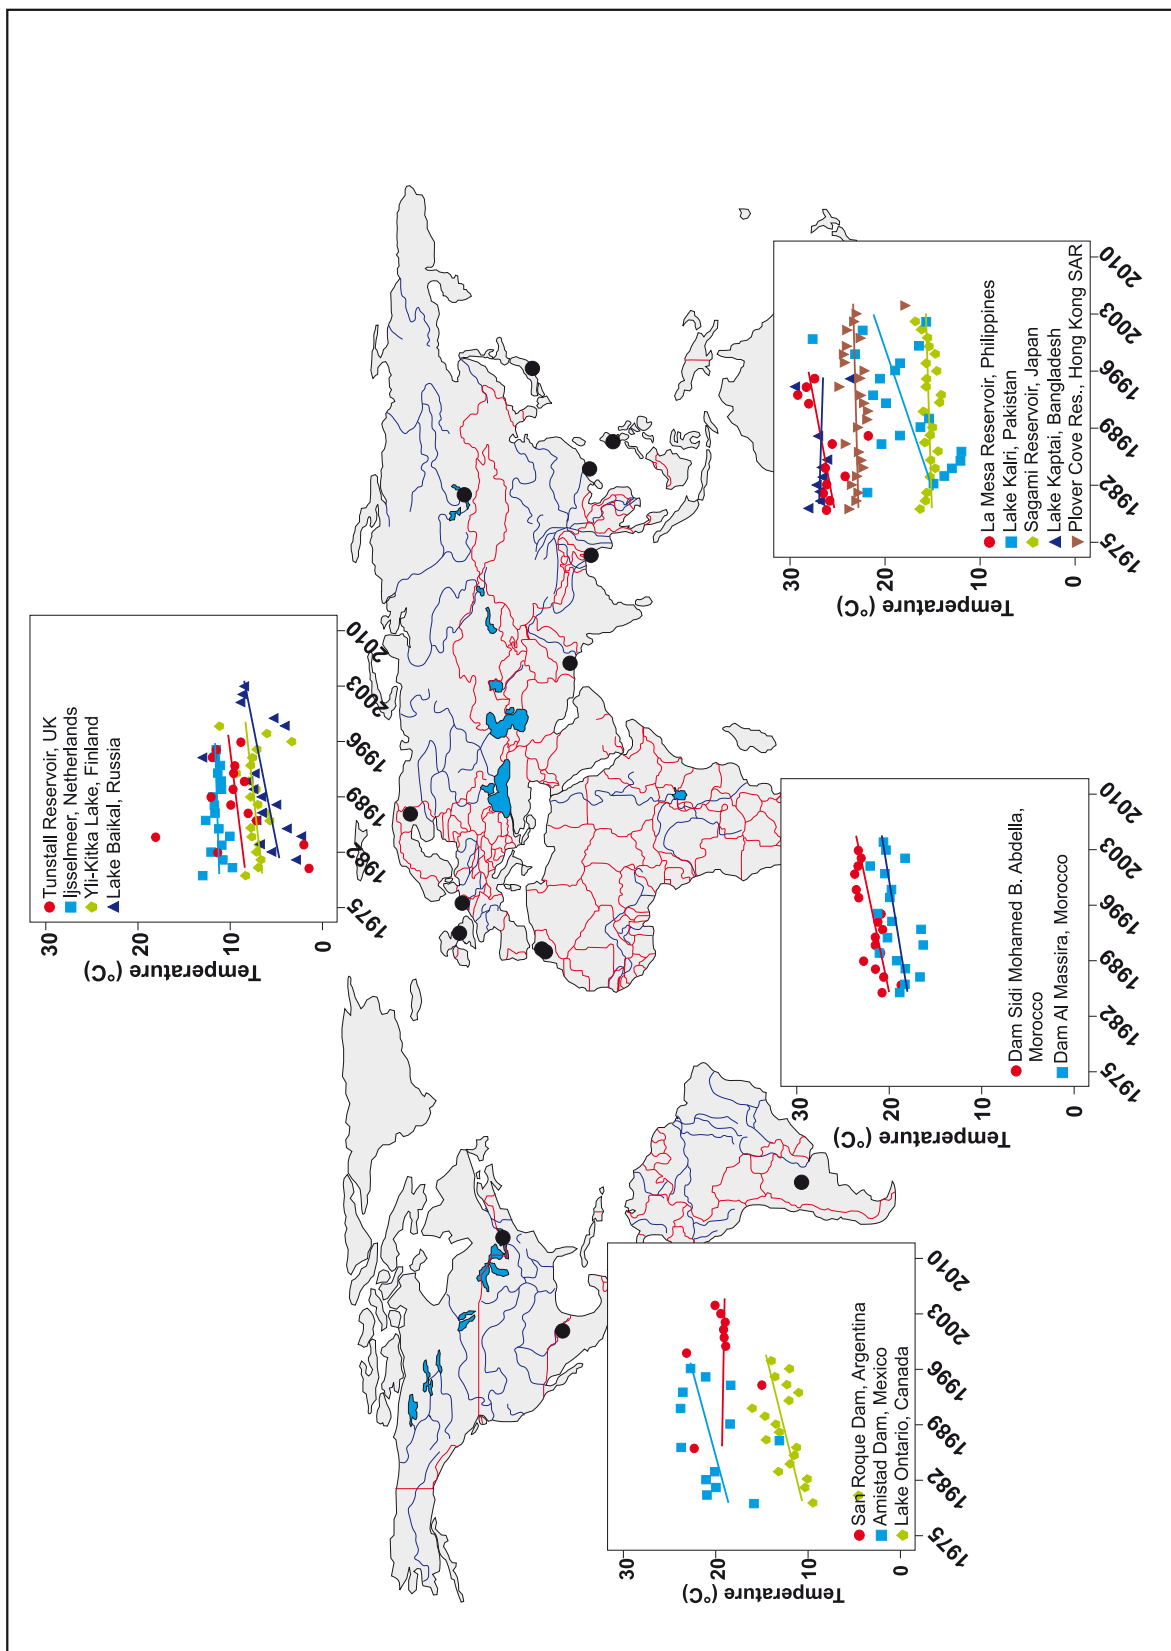 Temperature (°C)
30
20
10
0
1975
1982
1989
1996
2003
2010
Tunstall Reservoir, UK
Ijsselmeer, Netherlands
Yli-Kitka Lake, Finland
Lake Baikal, Russia
Temperature (°C)
30
20
10
0
1975
1982
1989
1996
2003
2010
San Roque Dam, Argentina
Amistad Dam, Mexico
Lake Ontario, Canada
Temperature (°C)
30
20
10
0
1975
1982
1989
1996
2003
2010
Dam Sidi Mohamed B. Abdella,
Morocco
Dam Al Massira, Morocco
Temperature (°C)
30
20
10
0
1975
1982
1989
1996
2003
2010
La Mesa Reservoir, Philippines
Lake Kalri, Pakistan
Sagami Reservoir, Japan
Lake Kaptai, Bangladesh
Plover Cove Res., Hong Kong SAR